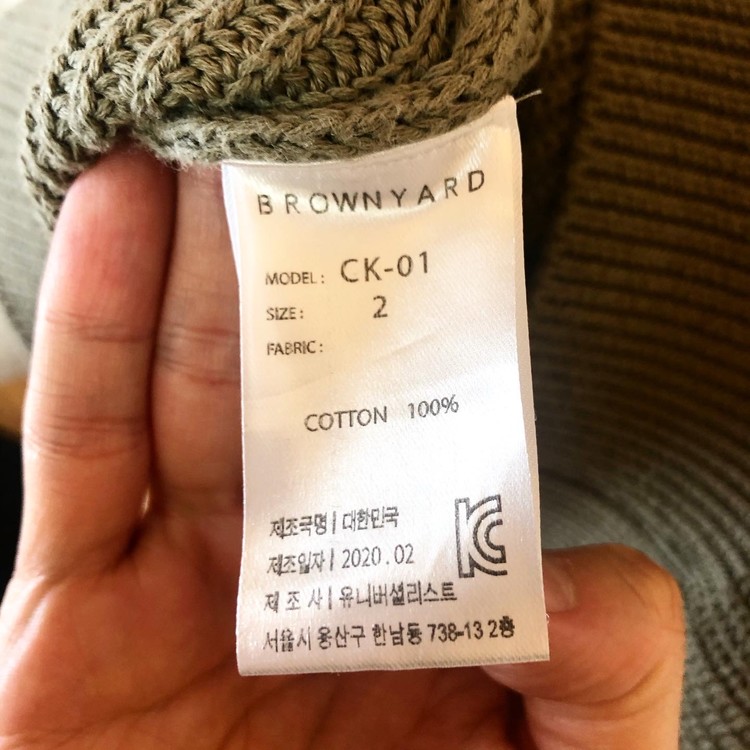 BROWNYARD
MODEL: CK-01
SIZE: 2
FABRIC:
COTTON 100%
제조국명 | 대한민국
제조일자 | 2020.02
제 조 사 | 유니버셜리스트
서울시 용산구 한남동 738-13 2층
KC